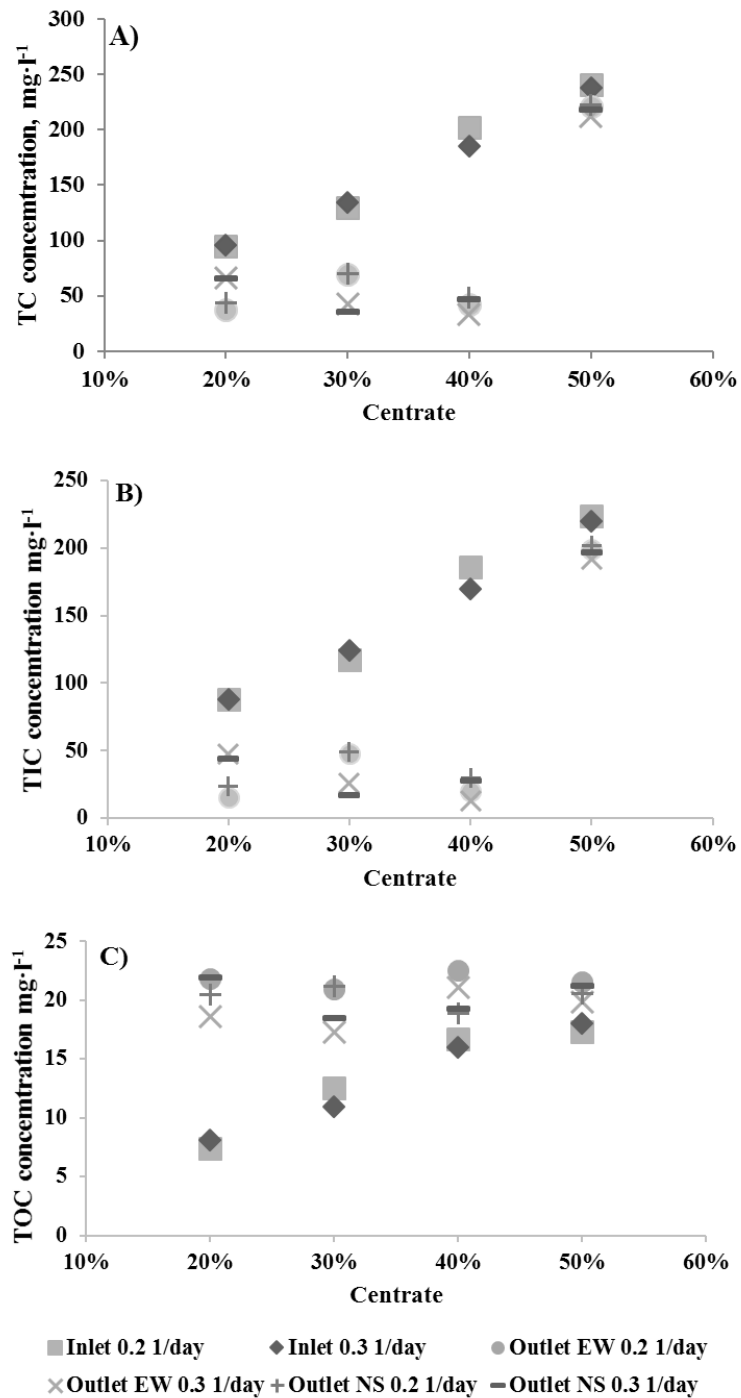 A)
300
250
200
150
100
50
0
TC concemtration, mg·l-1
10% 20% 30% 40% 50% 60%
Centrate
B)
250
200
150
100
50
0
TIC concemtration mg·l-1
10% 20% 30% 40% 50% 60%
Centrate
C)
25
20
15
10
5
0
TOC concemtration mg·l-1
10% 20% 30% 40% 50% 60%
Centrate
Inlet 0.2 1/day Inlet 0.3 1/day Outlet EW 0.2 1/day
Outlet EW 0.3 1/day Outlet NS 0.2 1/day Outlet NS 0.3 1/day